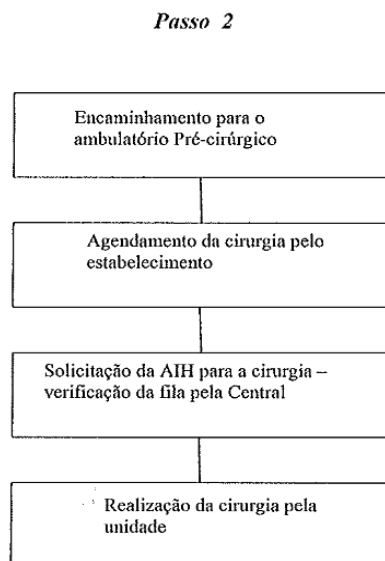 Passo 2
Encaminhamento para o
ambulatório Pré-cirúrgico
Agendamento da cirurgia pelo
estabelecimento
Solicitação da AIH para a cirurgia –
verificação da fila pela Central
Realização da cirurgia pela
unidade